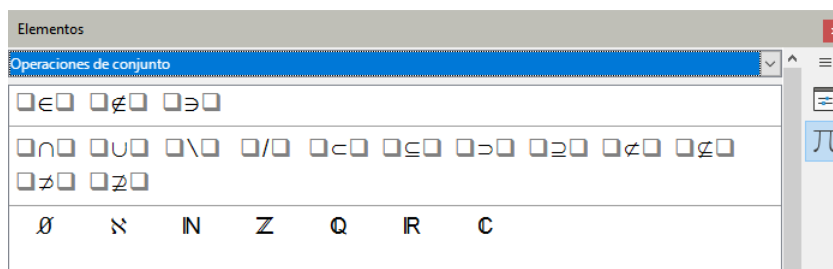 Elementos
Operaciones de conjunto
❑∈❑ ❑∉❑ ❑∋❑
❑∩❑ ❑∪❑ ❑\❑ ❑/❑ ❑⊂❑ ❑⊆❑ ❑⊃❑ ❑⊇❑ ❑⊄❑ ❑⊈❑
❑⊅❑ ❑⊉❑
∅ ℵ ℕ ℤ ℚ ℝ ℂ